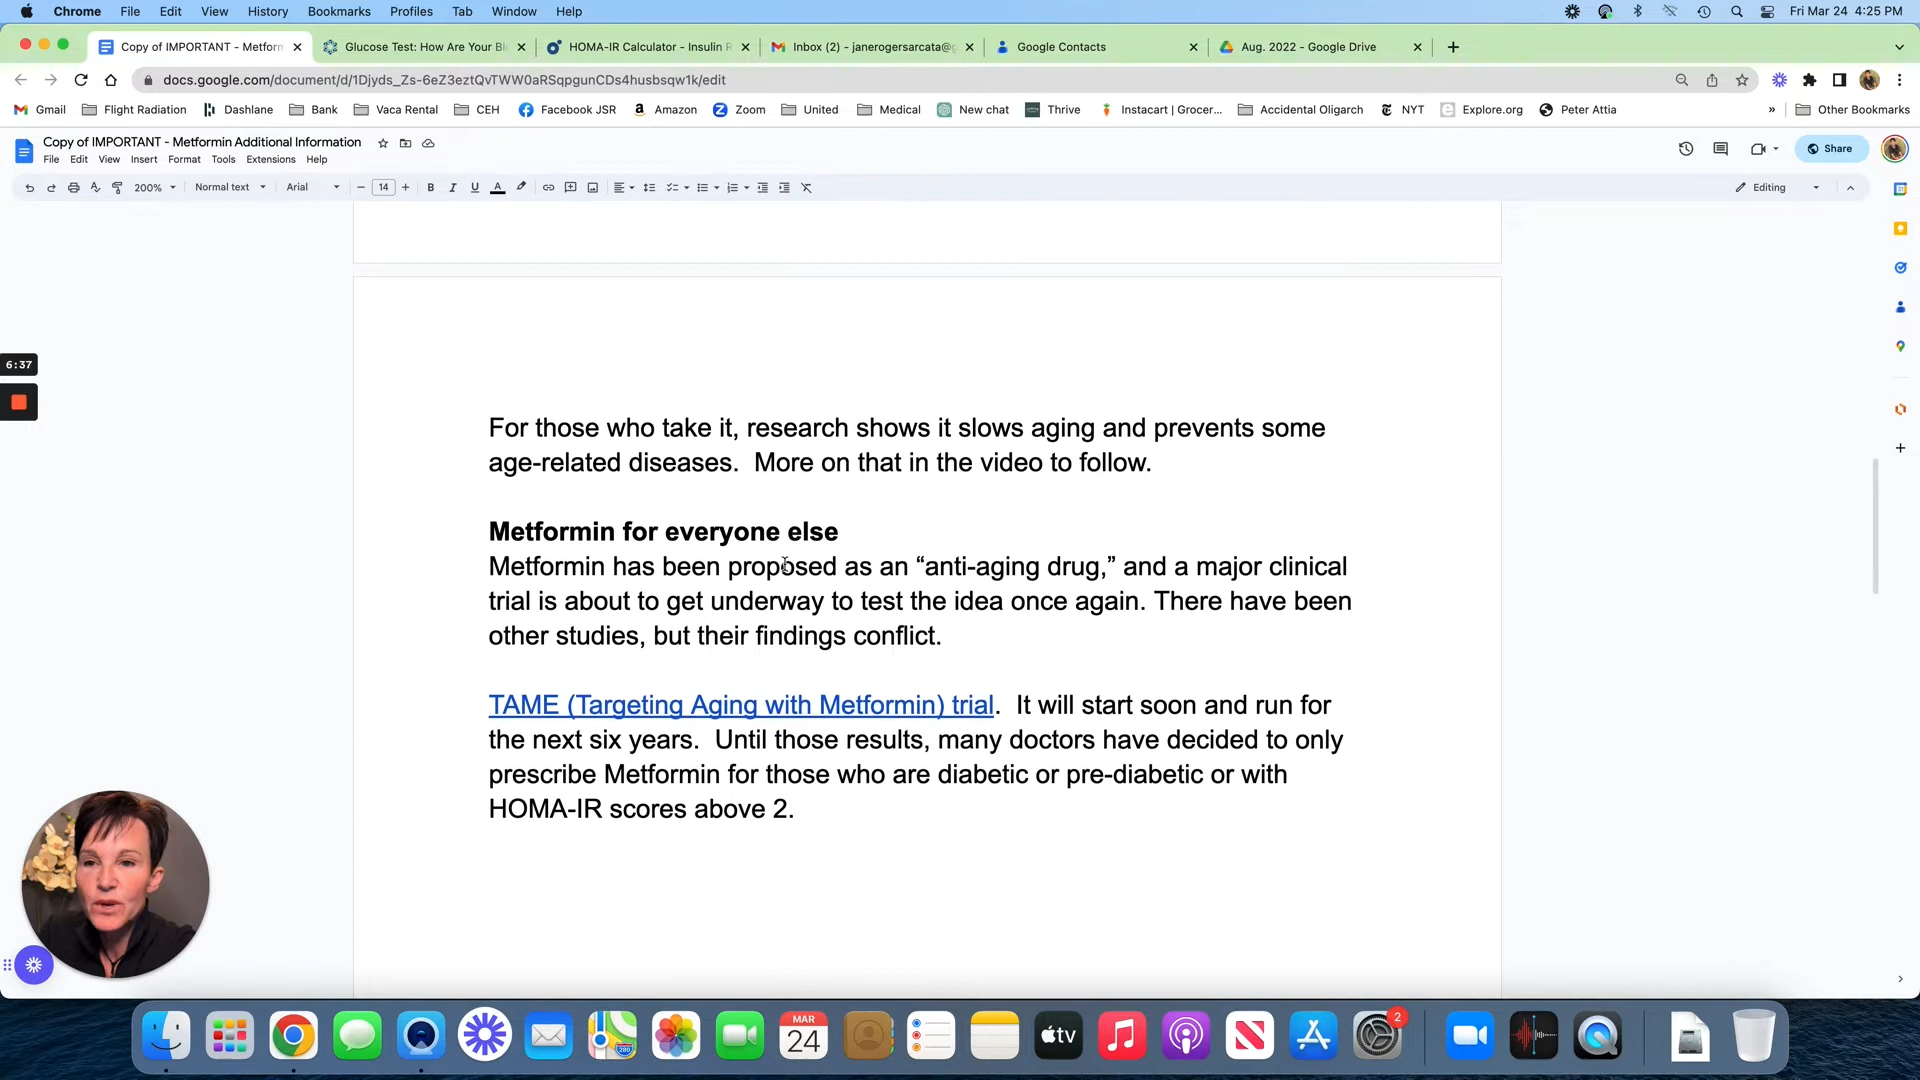 Chrome File Edit View History Bookmarks Profiles Tab Window Help Fri Mar 24 4:25 PM
Copy of IMPORTANT - Metform Glucose Test: How Are Your Bl HOMA-IR Calculator - Insulin R Inbox (2) - janerogersarcata@g Google Contacts Aug. 2022 - Google Drive
docs.google.com/document/d/1Djyds_Zs-6eZ3eztQvTWW0aRSqpgunCDs4husbsqw1k/edit
Gmail Flight Radiation Dashlane Bank Vaca Rental CEH Facebook JSR Amazon Zoom United Medical New chat Thrive Instacart | Grocer... Accidental Oligarch NYT Explore.org Peter Attia » Other Bookmarks
Copy of IMPORTANT - Metformin Additional Information
File Edit View Insert Format Tools Extensions Help
Share
200% Normal text Arial 14 B I U A Editing
6:37
For those who take it, research shows it slows aging and prevents some
age-related diseases.  More on that in the video to follow.
Metformin for everyone else
Metformin has been proposed as an “anti-aging drug,” and a major clinical
trial is about to get underway to test the idea once again. There have been
other studies, but their findings conflict.
TAME (Targeting Aging with Metformin) trial.  It will start soon and run for
the next six years.  Until those results, many doctors have decided to only
prescribe Metformin for those who are diabetic or pre-diabetic or with
HOMA-IR scores above 2.
280 MAR 24 tv 2